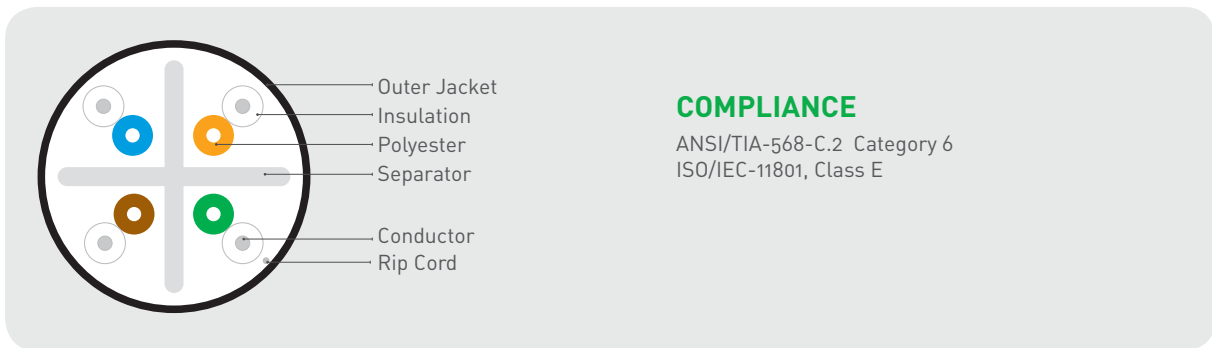 Outer Jacket
Insulation
Polyester
Separator
Conductor
Rip Cord
COMPLIANCE
ANSI/TIA-568-C.2 Category 6
ISO/IEC-11801, Class E